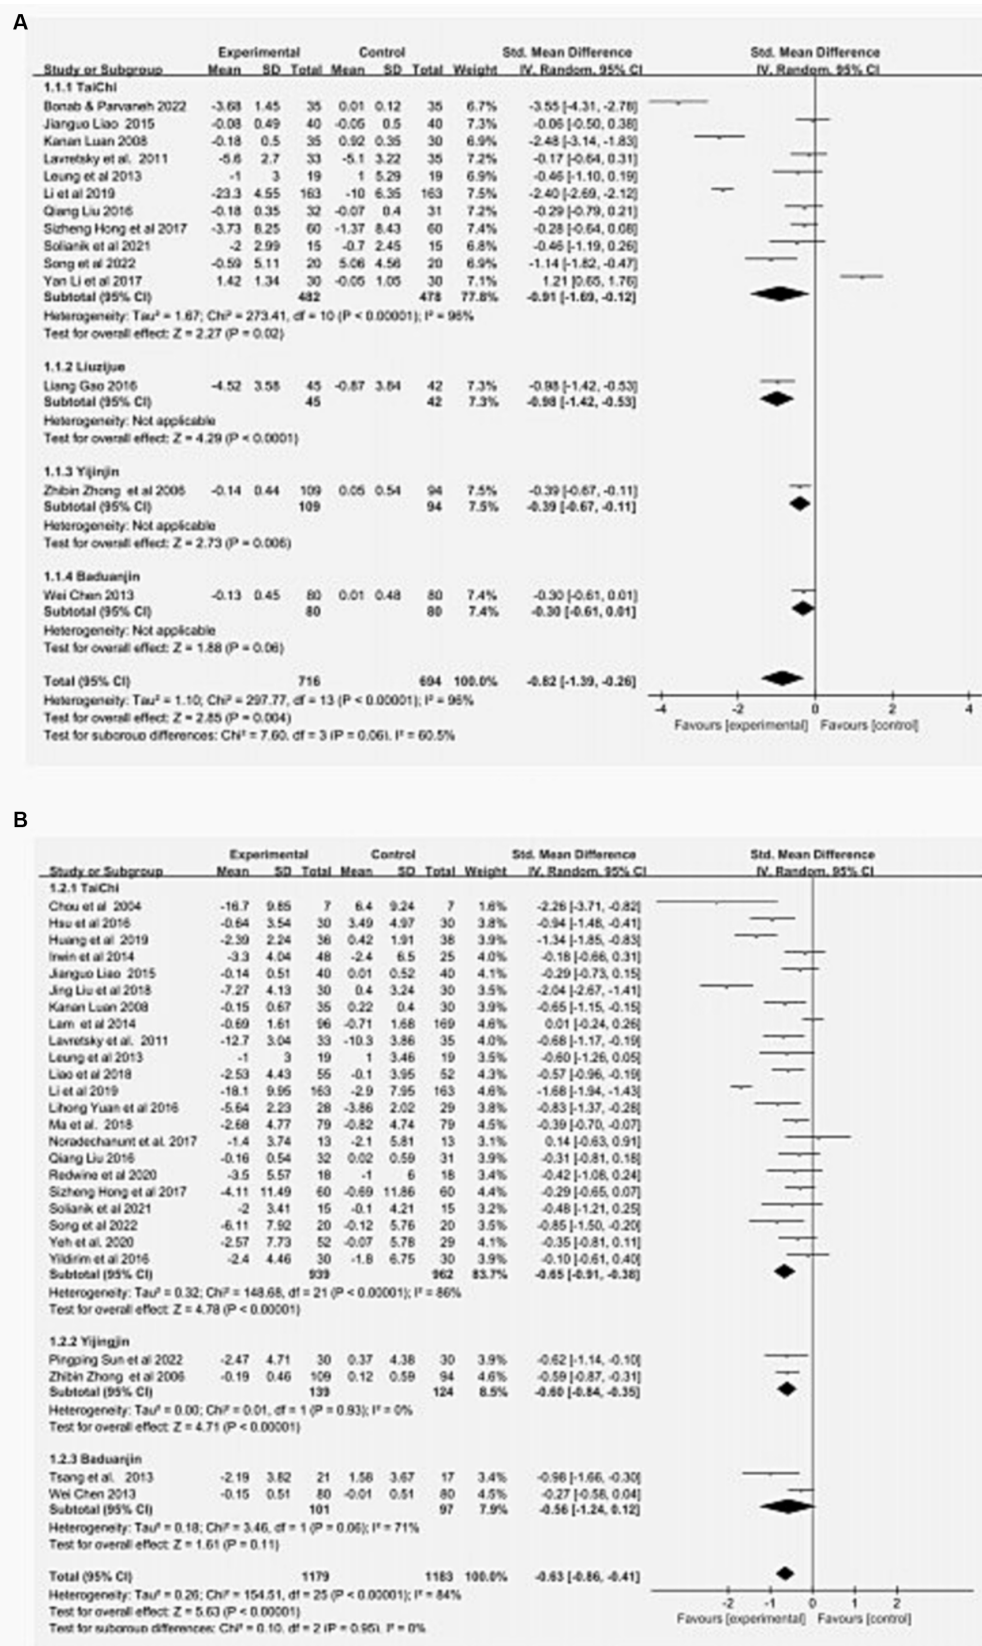 A
Experimental Control Std. Mean Difference Std. Mean Difference
Study or Subgroup Mean SD Total Mean SD Total Weight IV, Random, 95% CI IV, Random, 95% CI
1.1.1 TaiChi
Bonab & Parvaneh 2022 -3.68 1.45 35 0.01 0.12 35 6.7% -3.55 [-4.31, -2.78]
Jianguo Liao 2015 -0.08 0.49 40 -0.05 0.5 40 7.3% -0.06 [-0.50, 0.38]
Kanan Luan 2008 -0.18 0.5 35 0.92 0.35 30 6.9% -2.48 [-3.14, -1.83]
Lavretsky et al. 2011 -5.6 2.7 33 -5.1 3.22 35 7.2% -0.17 [-0.64, 0.31]
Leung et al 2013 -1 3 19 1 5.29 19 6.9% -0.46 [-1.10, 0.19]
Li et al 2019 -23.3 4.55 163 -10 6.35 163 7.5% -2.40 [-2.69, -2.12]
Qiang Liu 2016 -0.18 0.35 32 -0.07 0.4 31 7.2% -0.29 [-0.79, 0.21]
Sizheng Hong et al 2017 -3.73 8.25 60 -1.37 8.43 60 7.4% -0.28 [-0.64, 0.08]
Solianik et al 2021 -2 2.99 15 -0.7 2.45 15 6.8% -0.46 [-1.19, 0.26]
Song et al 2022 -0.59 5.11 20 5.06 4.56 20 6.9% -1.14 [-1.82, -0.47]
Yan Li et al 2017 1.42 1.34 30 -0.05 1.05 30 7.1% 1.21 [0.65, 1.76]
Subtotal (95% CI) 482 478 77.8% -0.91 [-1.69, -0.12]
Heterogeneity: Tau² = 1.67; Chi² = 273.41, df = 10 (P < 0.00001); I² = 96%
Test for overall effect: Z = 2.27 (P = 0.02)
1.1.2 Liuzijue
Liang Gao 2016 -4.52 3.58 45 -0.87 3.84 42 7.3% -0.98 [-1.42, -0.53]
Subtotal (95% CI) 45 42 7.3% -0.98 [-1.42, -0.53]
Heterogeneity: Not applicable
Test for overall effect: Z = 4.29 (P < 0.0001)
1.1.3 Yijinjin
Zhibin Zhong et al 2006 -0.14 0.44 109 0.05 0.54 94 7.5% -0.39 [-0.67, -0.11]
Subtotal (95% CI) 109 94 7.5% -0.39 [-0.67, -0.11]
Heterogeneity: Not applicable
Test for overall effect: Z = 2.73 (P = 0.006)
1.1.4 Baduanjin
Wei Chen 2013 -0.13 0.45 80 0.01 0.48 80 7.4% -0.30 [-0.61, 0.01]
Subtotal (95% CI) 80 80 7.4% -0.30 [-0.61, 0.01]
Heterogeneity: Not applicable
Test for overall effect: Z = 1.88 (P = 0.06)
Total (95% CI) 716 694 100.0% -0.82 [-1.39, -0.26]
Heterogeneity: Tau² = 1.10; Chi² = 297.77, df = 13 (P < 0.00001); I² = 96%
Test for overall effect: Z = 2.85 (P = 0.004)
Test for subgroup differences: Chi² = 7.60, df = 3 (P = 0.06), I² = 60.5%
-4 -2 0 2 4
Favours [experimental] Favours [control]
B
Experimental Control Std. Mean Difference Std. Mean Difference
Study or Subgroup Mean SD Total Mean SD Total Weight IV, Random, 95% CI IV, Random, 95% CI
1.2.1 TaiChi
Chou et al 2004 -16.7 9.85 7 6.4 9.24 7 1.6% -2.26 [-3.71, -0.82]
Hsu et al 2016 -0.64 3.54 30 3.49 4.97 30 3.9% -0.94 [-1.48, -0.41]
Huang et al 2019 -2.39 2.24 36 0.42 1.91 38 3.9% -1.34 [-1.85, -0.83]
Irwin et al 2014 -3.3 4.04 48 -2.4 6.5 25 4.0% -0.18 [-0.66, 0.31]
Jianguo Liao 2015 -0.14 0.51 40 0.01 0.52 40 4.1% -0.29 [-0.73, 0.15]
Jing Liu et al 2018 -7.27 4.13 30 0.4 3.24 30 3.5% -2.04 [-2.67, -1.41]
Kanan Luan 2008 -0.15 0.67 35 0.22 0.4 30 3.9% -0.65 [-1.15, -0.15]
Lam et al 2014 -0.69 1.61 96 -0.71 1.68 169 4.6% 0.01 [-0.24, 0.26]
Lavretsky et al. 2011 -12.7 3.04 33 -10.3 3.86 35 4.0% -0.68 [-1.17, -0.19]
Leung et al 2013 -1 3 19 1 3.46 19 3.4% -0.60 [-1.26, 0.05]
Liao et al 2018 -2.53 4.43 55 -0.1 3.95 52 4.2% -0.57 [-0.96, -0.19]
Li et al 2019 -18.1 9.95 163 -2.9 7.95 163 4.6% -1.68 [-1.94, -1.43]
Lihong Yuan et al 2016 -5.64 2.23 28 -3.86 2.02 29 3.8% -0.83 [-1.37, -0.28]
Ma et al. 2018 -2.68 4.77 79 -0.82 4.74 79 4.5% -0.39 [-0.70, -0.07]
Noradechanunt et al. 2017 -1.4 3.74 13 -2.1 5.81 13 3.1% 0.14 [-0.63, 0.91]
Qiang Liu 2016 -0.16 0.54 32 0.02 0.59 31 3.9% -0.31 [-0.81, 0.18]
Redwine et al 2020 -3.5 5.57 18 -1 6 18 3.4% -0.42 [-1.08, 0.24]
Sizheng Hong et al 2017 -4.11 11.49 60 -0.69 11.86 60 4.4% -0.29 [-0.65, 0.07]
Solianik et al 2021 -2 3.41 15 -0.1 4.21 15 3.2% -0.48 [-1.21, 0.25]
Song et al 2022 -6.11 7.92 20 -0.12 5.76 20 3.4% -0.85 [-1.50, -0.20]
Yeh et al. 2020 -2.57 7.73 52 -0.07 5.78 29 4.0% -0.35 [-0.81, 0.11]
Yildirim et al 2016 -2.4 4.46 30 -1.8 6.75 30 3.9% -0.10 [-0.61, 0.40]
Subtotal (95% CI) 939 962 83.7% -0.65 [-0.91, -0.38]
Heterogeneity: Tau² = 0.32; Chi² = 148.68, df = 21 (P < 0.00001); I² = 86%
Test for overall effect: Z = 4.78 (P < 0.00001)
1.2.2 Yijingjin
Pingping Sun et al 2022 -2.47 4.71 30 0.37 4.38 30 3.9% -0.62 [-1.14, -0.10]
Zhibin Zhong et al 2006 -0.19 0.46 109 0.12 0.59 94 4.6% -0.59 [-0.87, -0.31]
Subtotal (95% CI) 139 124 8.5% -0.60 [-0.84, -0.35]
Heterogeneity: Tau² = 0.00; Chi² = 0.01, df = 1 (P = 0.93); I² = 0%
Test for overall effect: Z = 4.71 (P < 0.00001)
1.2.3 Baduanjin
Tsang et al. 2013 -2.19 3.82 21 1.58 3.67 17 3.4% -0.98 [-1.66, -0.30]
Wei Chen 2013 -0.15 0.51 80 -0.01 0.51 80 4.5% -0.27 [-0.58, 0.04]
Subtotal (95% CI) 101 97 7.9% -0.56 [-1.24, 0.12]
Heterogeneity: Tau² = 0.18; Chi² = 3.46, df = 1 (P = 0.06); I² = 71%
Test for overall effect: Z = 1.61 (P = 0.11)
Total (95% CI) 1179 1183 100.0% -0.63 [-0.86, -0.41]
Heterogeneity: Tau² = 0.26; Chi² = 154.51, df = 25 (P < 0.00001); I² = 84%
Test for overall effect: Z = 5.63 (P < 0.00001)
Test for subgroup differences: Chi² = 0.10, df = 2 (P = 0.95), I² = 0%
-2 -1 0 1 2
Favours [experimental] Favours [control]